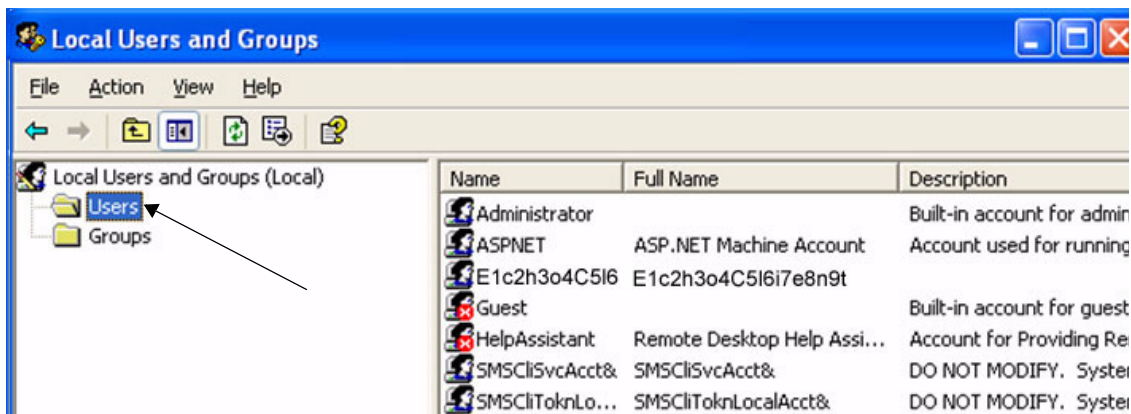 Local Users and Groups
File Action View Help
Local Users and Groups (Local)
Users
Groups
Name Full Name Description
Administrator Built-in account for admin
ASPNET ASP.NET Machine Account Account used for running
E1c2h3o4C5l6 E1c2h3o4C5l6i7e8n9t
Guest Built-in account for guest
HelpAssistant Remote Desktop Help Assi... Account for Providing Re
SMSCliSvcAcct& SMSCliSvcAcct& DO NOT MODIFY. System
SMSCliToknLo... SMSCliToknLocalAcct& DO NOT MODIFY. System